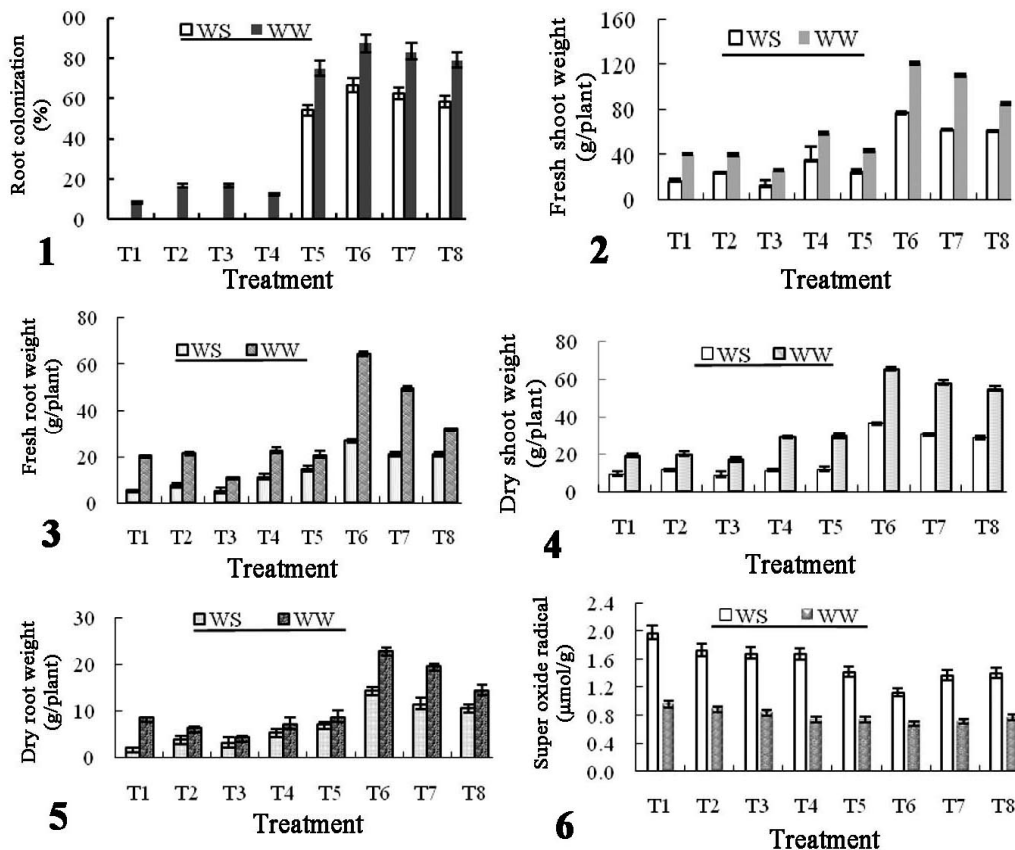 WS WW
00
80
60
40
20
0
Root colonization
(%)
T1 T2 T3 T4 T5 T6 T7 T8
Treatment
1
WS WW
160
120
80
40
0
Fresh shoot weight
(g/plant)
T1 T2 T3 T4 T5 T6 T7 T8
Treatment
2
WS WW
80
60
40
20
0
Fresh root weight
(g/plant)
T1 T2 T3 T4 T5 T6 T7 T8
Treatment
3
WS WW
80
60
40
20
0
Dry shoot weight
(g/plant)
T1 T2 T3 T4 T5 T6 T7 T8
Treatment
4
WS WW
30
20
10
0
Dry root weight
(g/plant)
T1 T2 T3 T4 T5 T6 T7 T8
Treatment
5
WS WW
2.4
2.0
1.6
1.2
0.8
0.4
0.0
Super oxide radical
(μmol/g)
T1 T2 T3 T4 T5 T6 T7 T8
Treatment
6